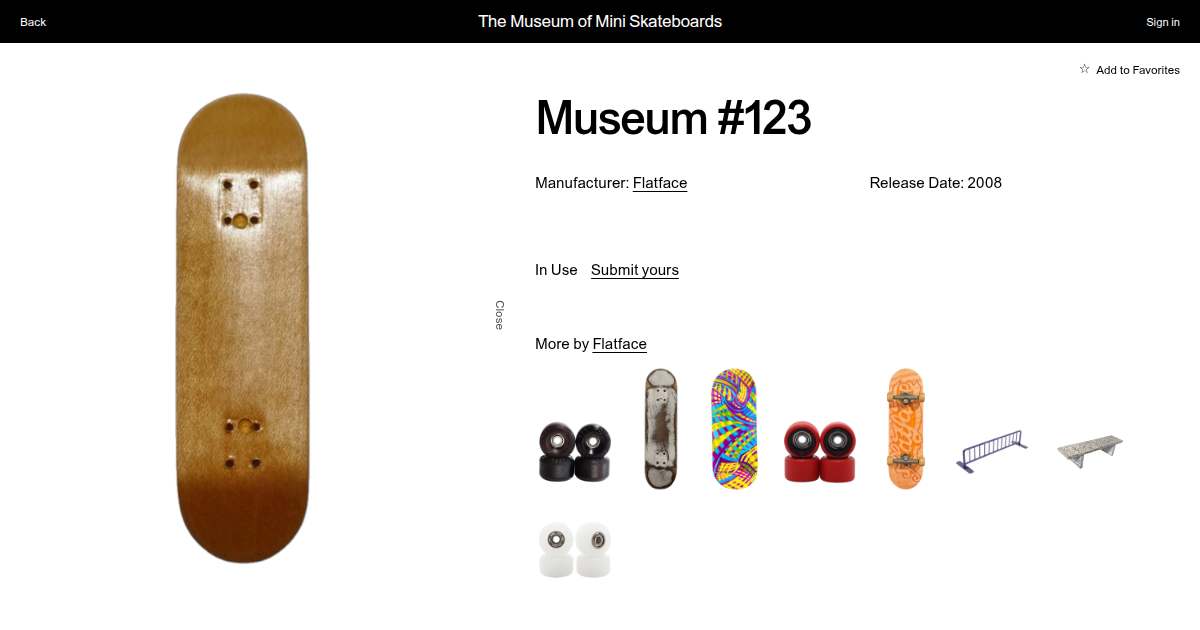 Back
The Museum of Mini Skateboards
Sign in
☆ Add to Favorites
Museum #123
Manufacturer: Flatface
Release Date: 2008
In Use Submit yours
Close
More by Flatface